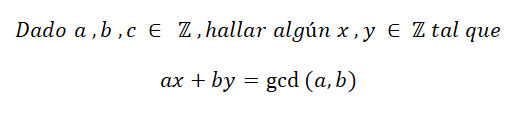 Dado a ,b ,c ∈ ℤ ,hallar algún x ,y ∈ ℤ tal que
ax + by = gcd (a, b)